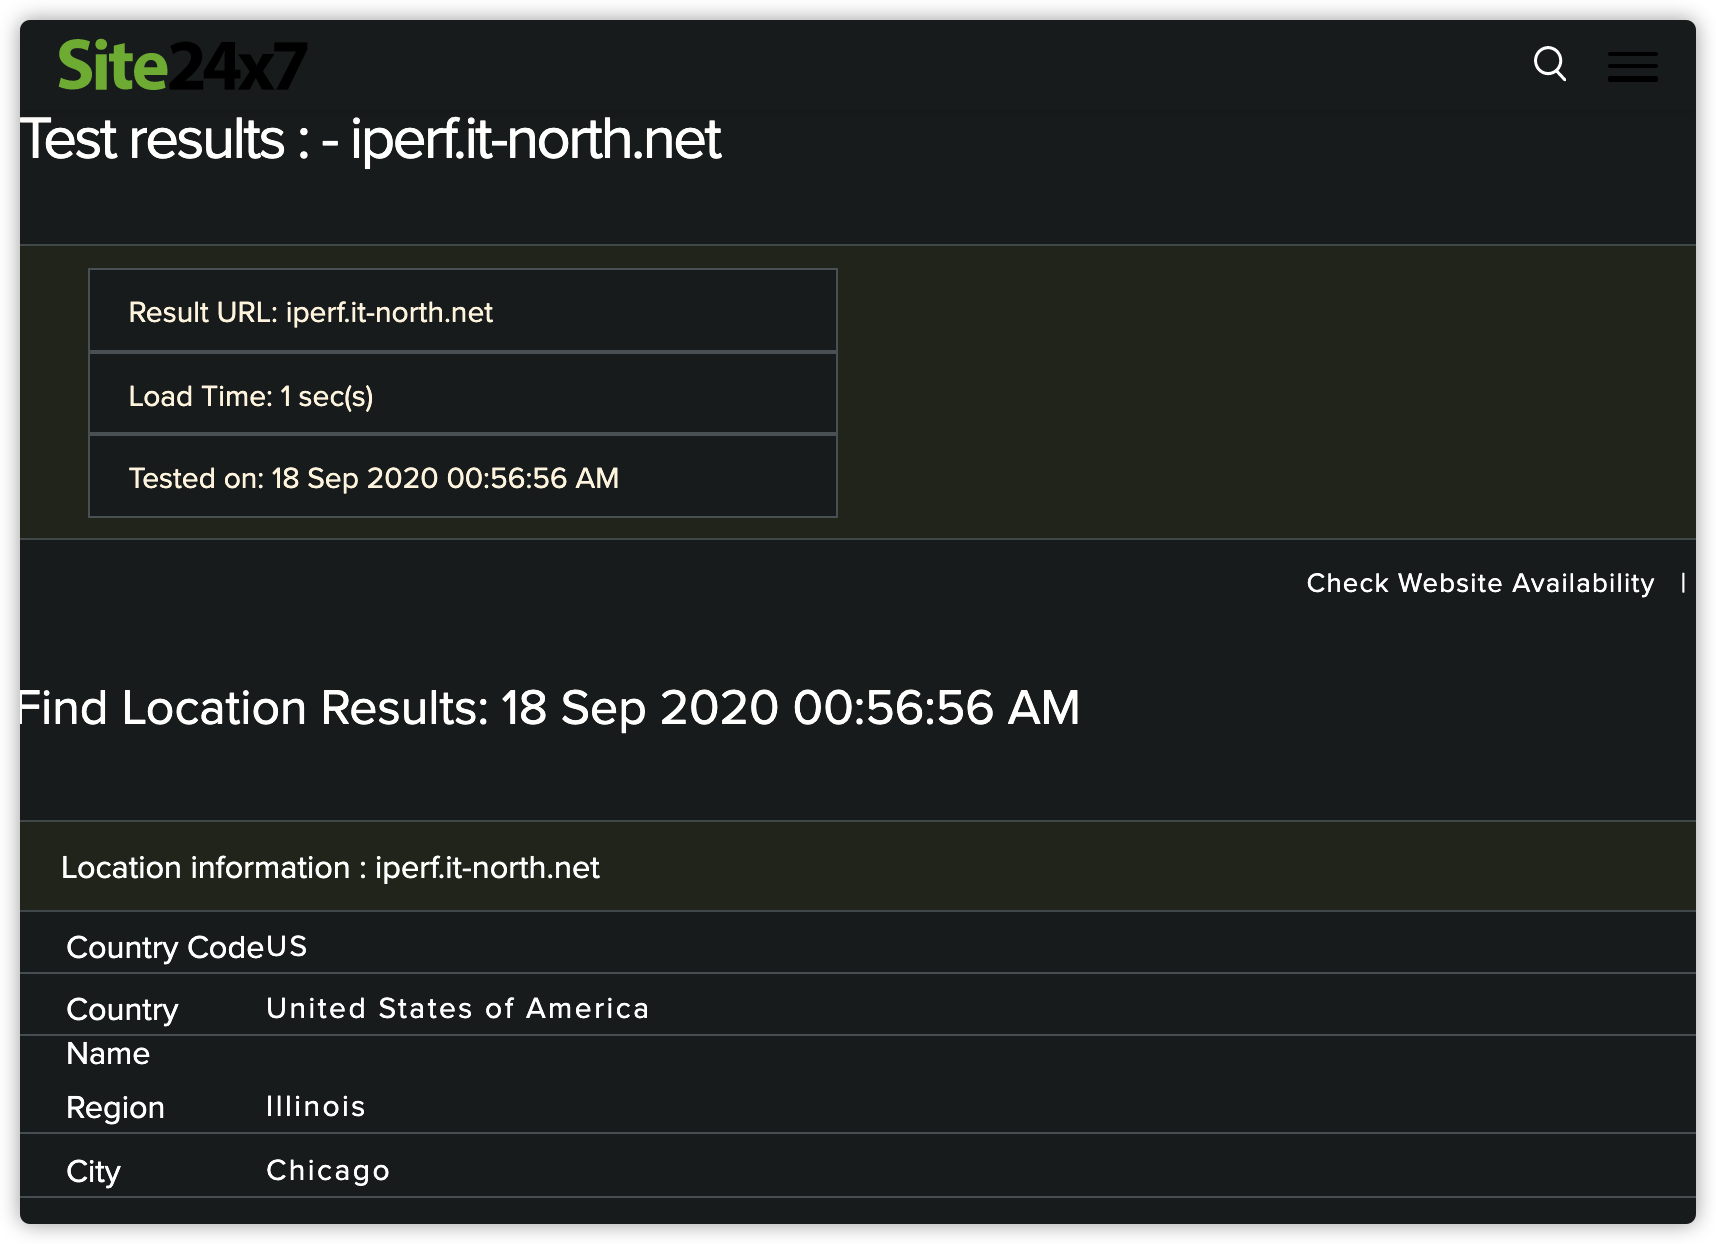 Site24x7
Test results : - iperf.it-north.net
Result URL: iperf.it-north.net
Load Time: 1 sec(s)
Tested on: 18 Sep 2020 00:56:56 AM
Check Website Availability |
Find Location Results: 18 Sep 2020 00:56:56 AM
Location information : iperf.it-north.net
Country Code US
Country Name United States of America
Region Illinois
City Chicago